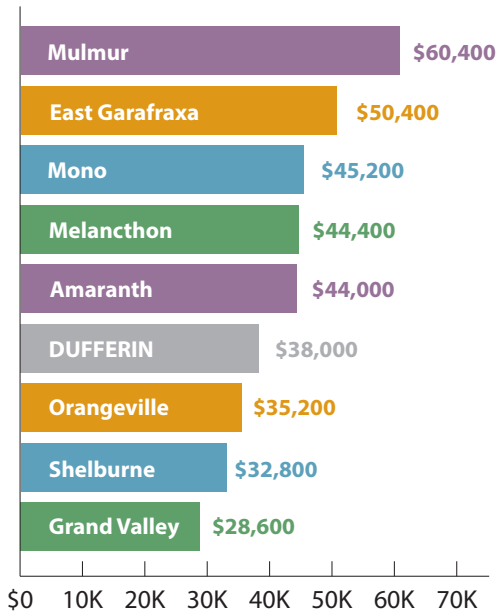 Mulmur $60,400
East Garafraxa $50,400
Mono $45,200
Melancthon $44,400
Amaranth $44,000
DUFFERIN $38,000
Orangeville $35,200
Shelburne $32,800
Grand Valley $28,600
$0 10K 20K 30K 40K 50K 60K 70K